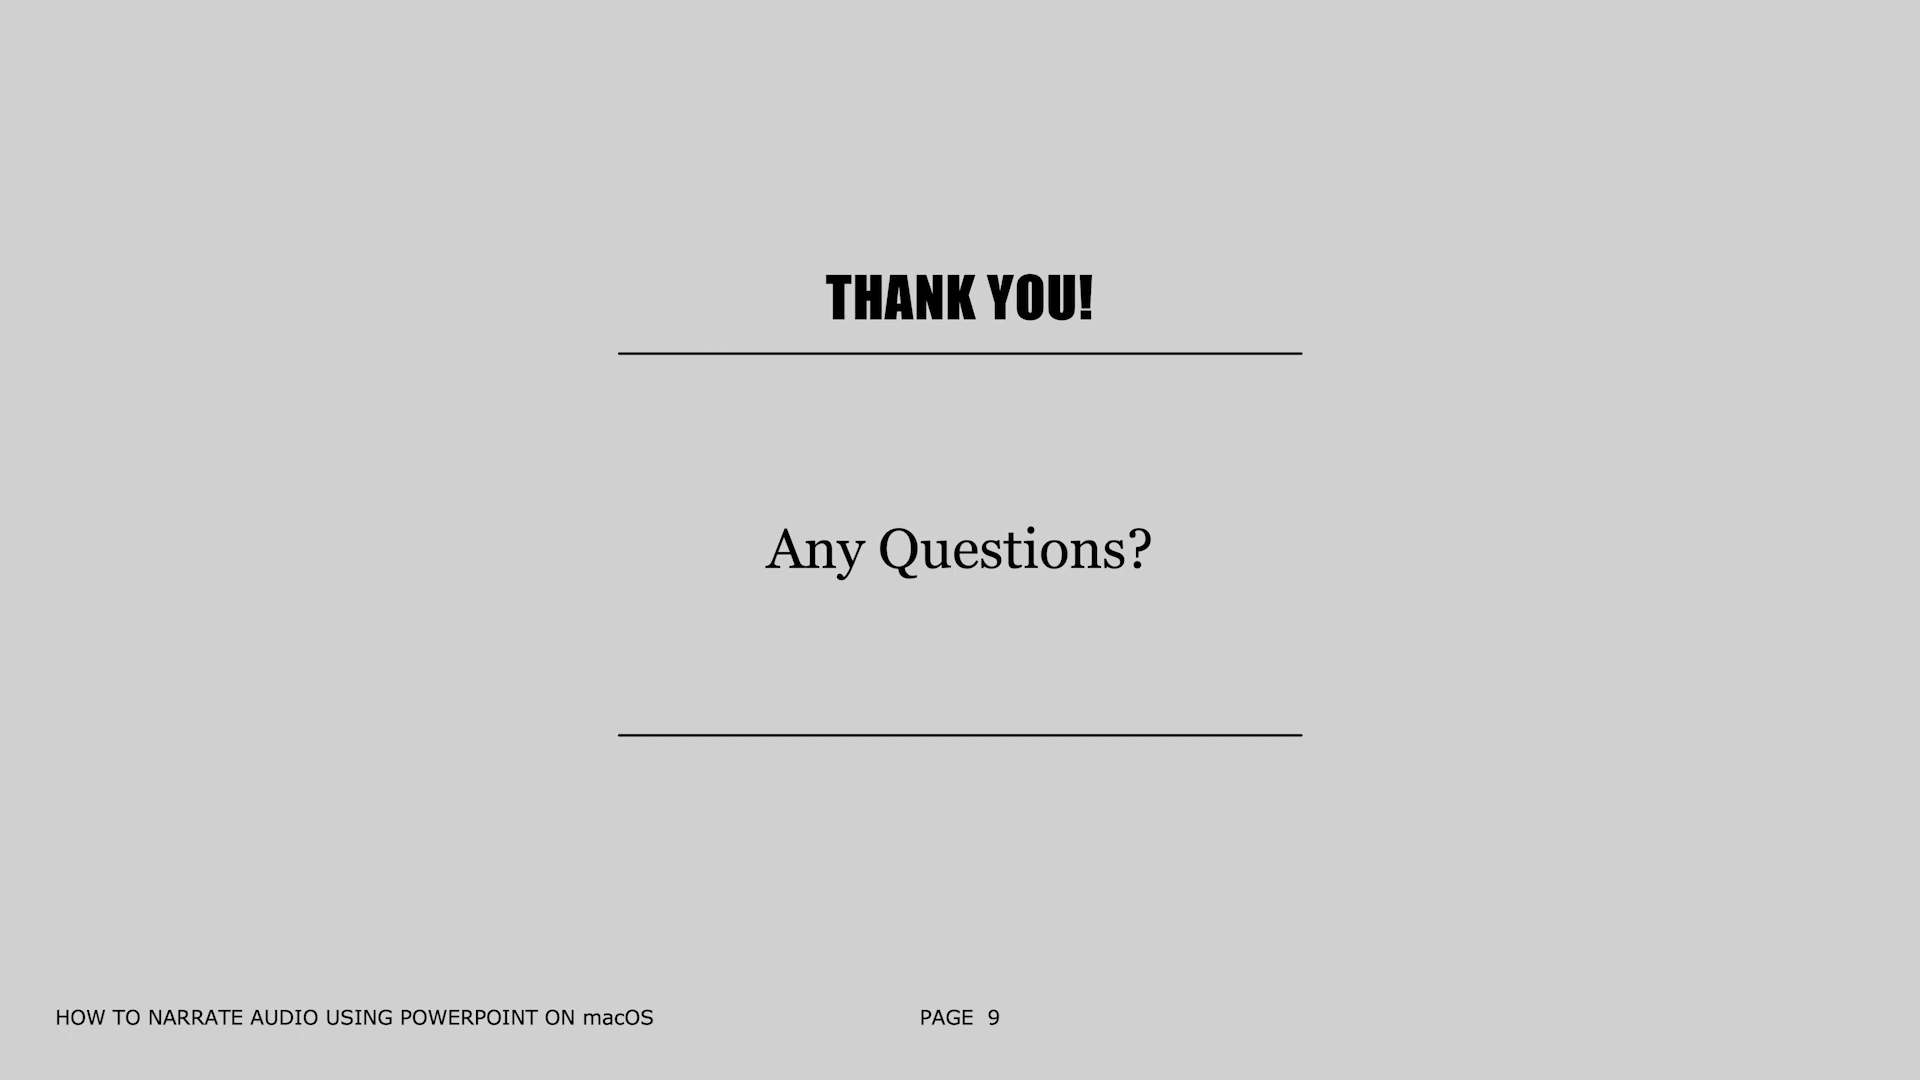 THANK YOU!
Any Questions?
HOW TO NARRATE AUDIO USING POWERPOINT ON macOS
PAGE 9